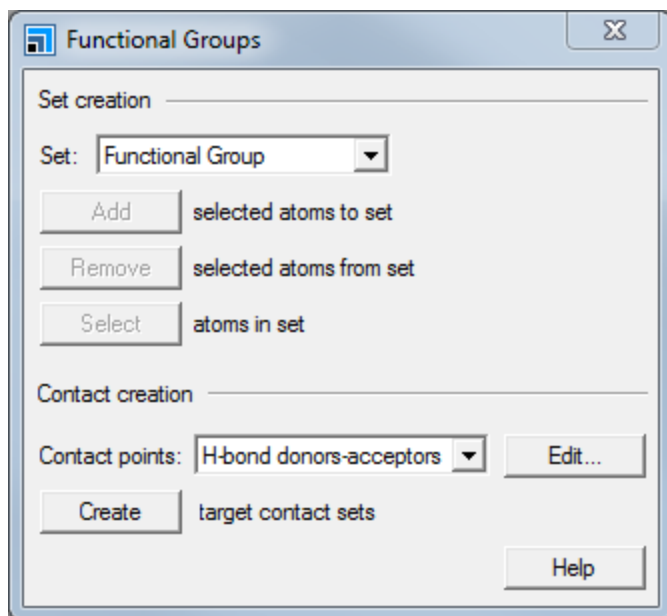 Functional Groups
Set creation
Set: Functional Group
Add selected atoms to set
Remove selected atoms from set
Select atoms in set
Contact creation
Contact points: H-bond donors-acceptors Edit...
Create target contact sets
Help